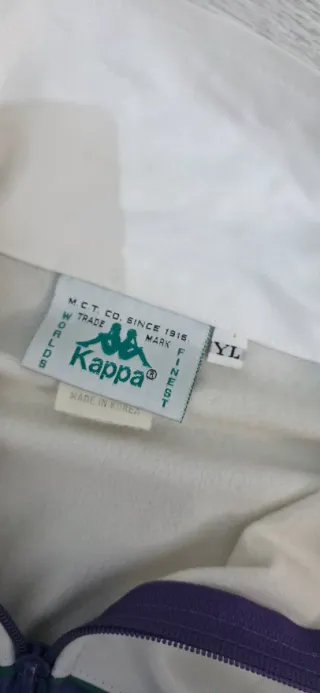 M.C.T. CO. SINCE 1916
TRADE MARK
WORLDS
Kappa®
FINEST
YL
MADE IN KOREA